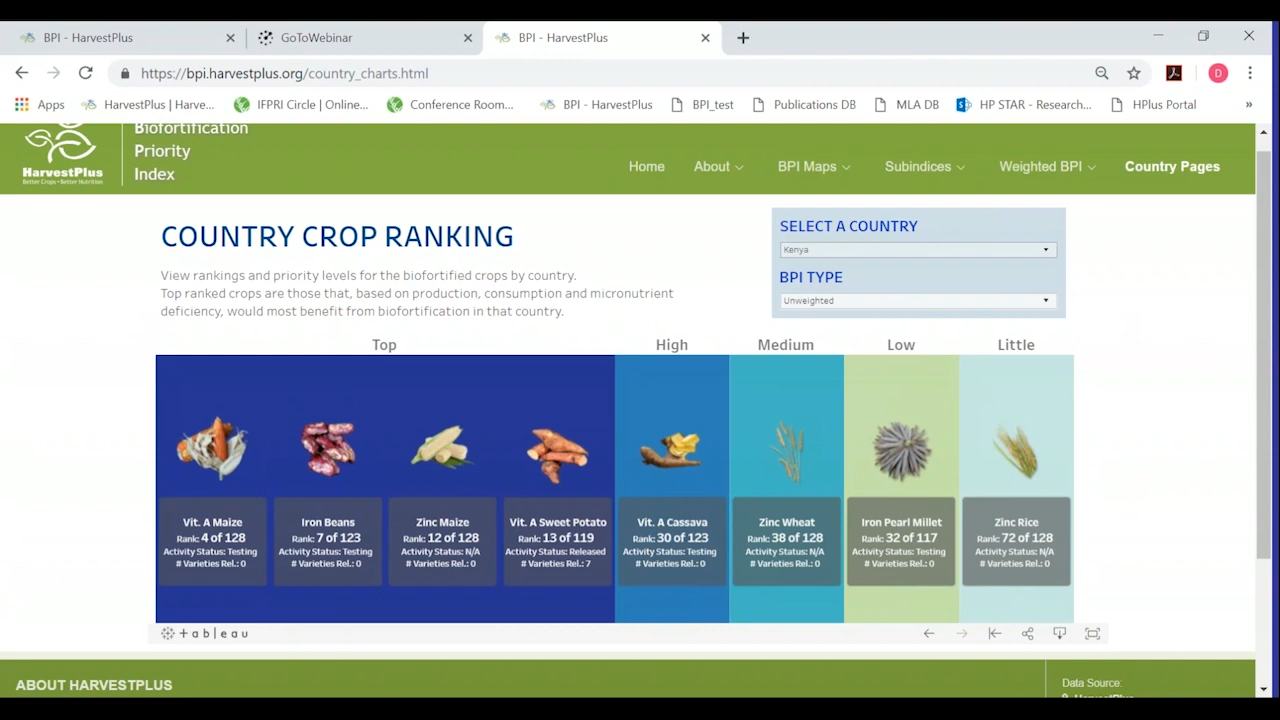 BPI - HarvestPlus
GoToWebinar
BPI - HarvestPlus
https://bpi.harvestplus.org/country_charts.html
D
Apps
HarvestPlus | Harve...
IFPRI Circle | Online...
Conference Room...
BPI - HarvestPlus
BPI_test
Publications DB
MLA DB
HP STAR - Research...
HPlus Portal
»
HarvestPlus
Better Crops • Better Nutrition
Biofortification
Priority
Index
Home
About
BPI Maps
Subindices
Weighted BPI
Country Pages
COUNTRY CROP RANKING
View rankings and priority levels for the biofortified crops by country.
Top ranked crops are those that, based on production, consumption and micronutrient
deficiency, would most benefit from biofortification in that country.
SELECT A COUNTRY
Kenya
BPI TYPE
Unweighted
Top
High
Medium
Low
Little
Vit. A Maize
Rank: 4 of 128
Activity Status: Testing
# Varieties Rel.: 0
Iron Beans
Rank: 7 of 123
Activity Status: Testing
# Varieties Rel.: 0
Zinc Maize
Rank: 12 of 128
Activity Status: N/A
# Varieties Rel.: 0
Vit. A Sweet Potato
Rank: 13 of 119
Activity Status: Released
# Varieties Rel.: 7
Vit. A Cassava
Rank: 30 of 123
Activity Status: Testing
# Varieties Rel.: 0
Zinc Wheat
Rank: 38 of 128
Activity Status: N/A
# Varieties Rel.: 0
Iron Pearl Millet
Rank: 32 of 117
Activity Status: Testing
# Varieties Rel.: 0
Zinc Rice
Rank: 72 of 128
Activity Status: N/A
# Varieties Rel.: 0
+ a b | e a u
ABOUT HARVESTPLUS
Data Source:
HarvestPlus